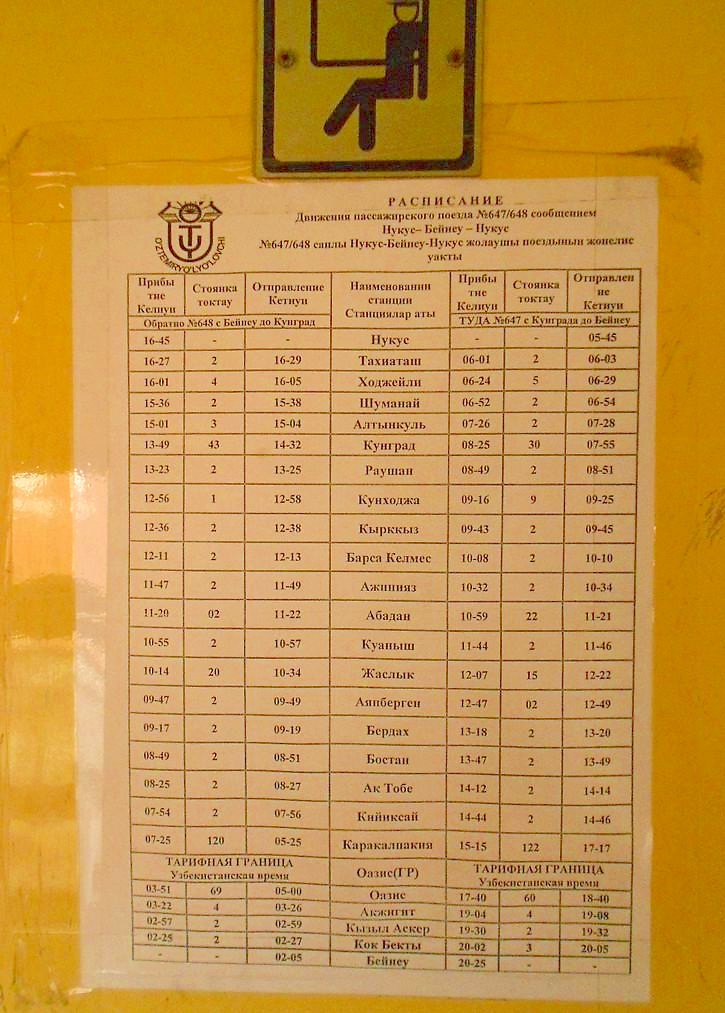 РАСПИСАНИЕ
Движения пассажирского поезда №647/648 сообщением
Нукус– Бейнеу – Нукус
№647/648 санлы Нукус-Бейнеу-Нукус жолаушы поездынын жонелис
уакты
O'ZTEMIRYO'LYO'LOVCHI
Прибы тие Келиуи Стоянка токтау Отправление Кетиуи Наименовании станции Станциялар аты Прибы тие Келиуи Стоянка токтау Отправлен ие Кетиуи
Обратно №648 с Бейнеу до Кунград ТУДА №647 с Кунграда до Бейнеу
16-45 - - Нукус - - 05-45
16-27 2 16-29 Тахиаташ 06-01 2 06-03
16-01 4 16-05 Ходжейли 06-24 5 06-29
15-36 2 15-38 Шуманай 06-52 2 06-54
15-01 3 15-04 Алтынкуль 07-26 2 07-28
13-49 43 14-32 Кунград 08-25 30 07-55
13-23 2 13-25 Раушан 08-49 2 08-51
12-56 1 12-58 Кунходжа 09-16 9 09-25
12-36 2 12-38 Кырккыз 09-43 2 09-45
12-11 2 12-13 Барса Келмес 10-08 2 10-10
11-47 2 11-49 Ажинияз 10-32 2 10-34
11-20 02 11-22 Абадан 10-59 22 11-21
10-55 2 10-57 Куаныш 11-44 2 11-46
10-14 20 10-34 Жаслык 12-07 15 12-22
09-47 2 09-49 Аяпберген 12-47 02 12-49
09-17 2 09-19 Бердах 13-18 2 13-20
08-49 2 08-51 Бостан 13-47 2 13-49
08-25 2 08-27 Ак Тобе 14-12 2 14-14
07-54 2 07-56 Кийиксай 14-44 2 14-46
07-25 120 05-25 Каракалпакия 15-15 122 17-17
ТАРИФНАЯ ГРАНИЦА Узбекистанская время Оазис(ГР) ТАРИФНАЯ ГРАНИЦА Узбекистанская время
03-51 69 05-00 Оазис 17-40 60 18-40
03-22 4 03-26 Акжигит 19-04 4 19-08
02-57 2 02-59 Кызыл Аскер 19-30 2 19-32
02-25 2 02-27 Кок Бекты 20-02 3 20-05
- - 02-05 Бейнеу 20-25 - -